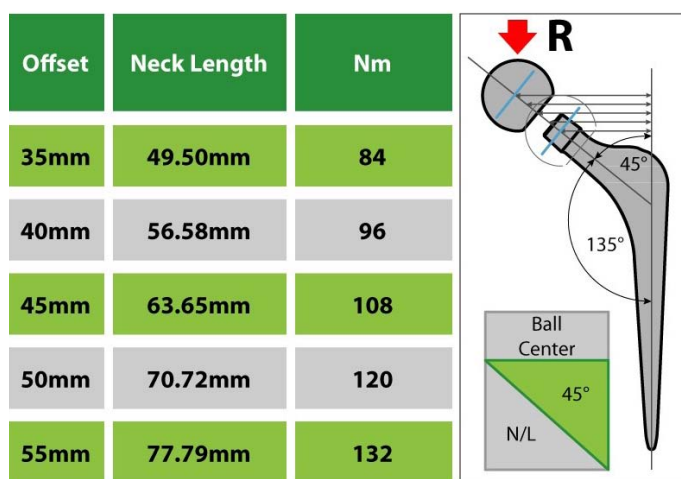 Offset Neck Length Nm
35mm 49.50mm 84
40mm 56.58mm 96
45mm 63.65mm 108
50mm 70.72mm 120
55mm 77.79mm 132
R
45°
135°
Ball
Center
45°
N/L